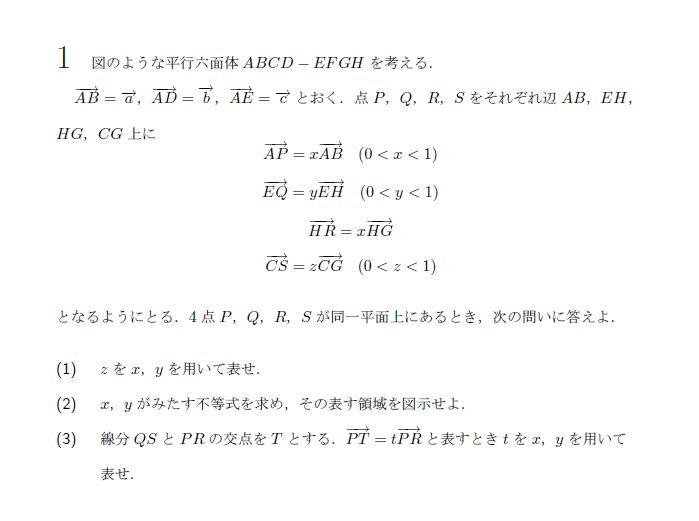 1 図のような平行六面体 ABCD − EFGH を考える.
$\overrightarrow{AB} = \overrightarrow{a}$, $\overrightarrow{AD} = \overrightarrow{b}$, $\overrightarrow{AE} = \overrightarrow{c}$ とおく. 点 P, Q, R, S をそれぞれ辺 AB, EH,
HG, CG 上に
$\overrightarrow{AP} = x\overrightarrow{AB}$ (0 < x < 1)
$\overrightarrow{EQ} = y\overrightarrow{EH}$ (0 < y < 1)
$\overrightarrow{HR} = x\overrightarrow{HG}$
$\overrightarrow{CS} = z\overrightarrow{CG}$ (0 < z < 1)
となるようにとる. 4 点 P, Q, R, S が同一平面上にあるとき, 次の問いに答えよ.
(1) z を x, y を用いて表せ.
(2) x, y がみたす不等式を求め, その表す領域を図示せよ.
(3) 線分 QS と PR の交点を T とする. $\overrightarrow{PT} = t\overrightarrow{PR}$ と表すとき t を x, y を用いて
表せ.